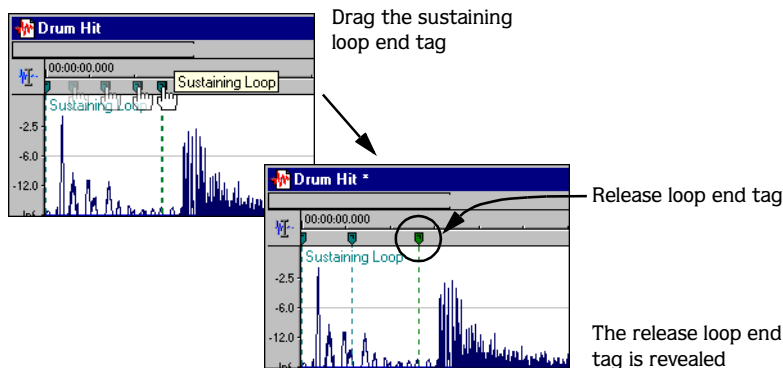 Drum Hit
Drag the sustaining
loop end tag
00:00:00.000
Sustaining Loop
Sustaining Loop
-2.5
-6.0
-12.0
-Inf.
Drum Hit *
Release loop end tag
00:00:00.000
Sustaining Loop
-2.5
-6.0
-12.0
-Inf.
The release loop end
tag is revealed